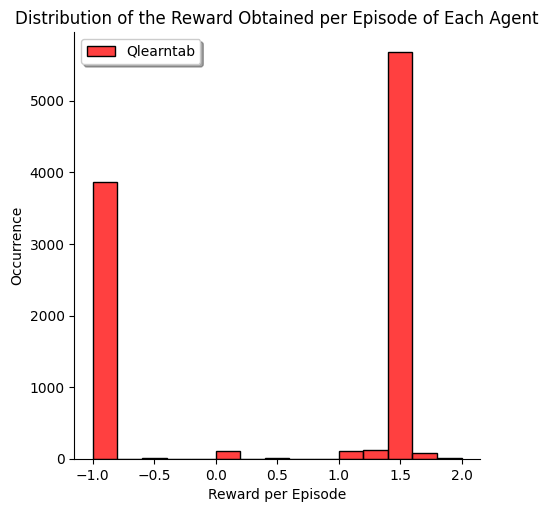 Distribution of the Reward Obtained per Episode of Each Agent
Qlearntab
5000
4000
3000
2000
1000
0
Occurrence
−1.0 −0.5 0.0 0.5 1.0 1.5 2.0
Reward per Episode